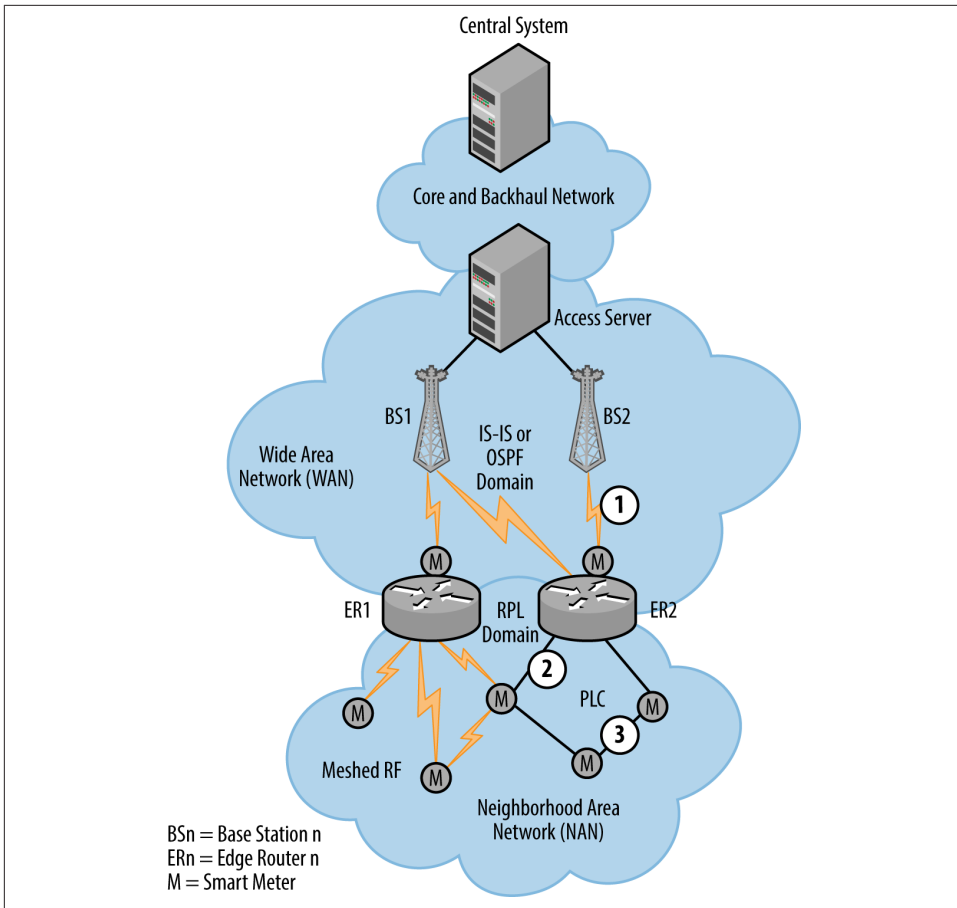 Central System
Core and Backhaul Network
Access Server
BS1
BS2
IS-IS or
OSPF
Domain
Wide Area
Network (WAN)
1
M
M
ER1
RPL
Domain
ER2
2
M
PLC
M
M
3
Meshed RF
M
M
Neighborhood Area
Network (NAN)
BSn = Base Station n
ERn = Edge Router n
M = Smart Meter